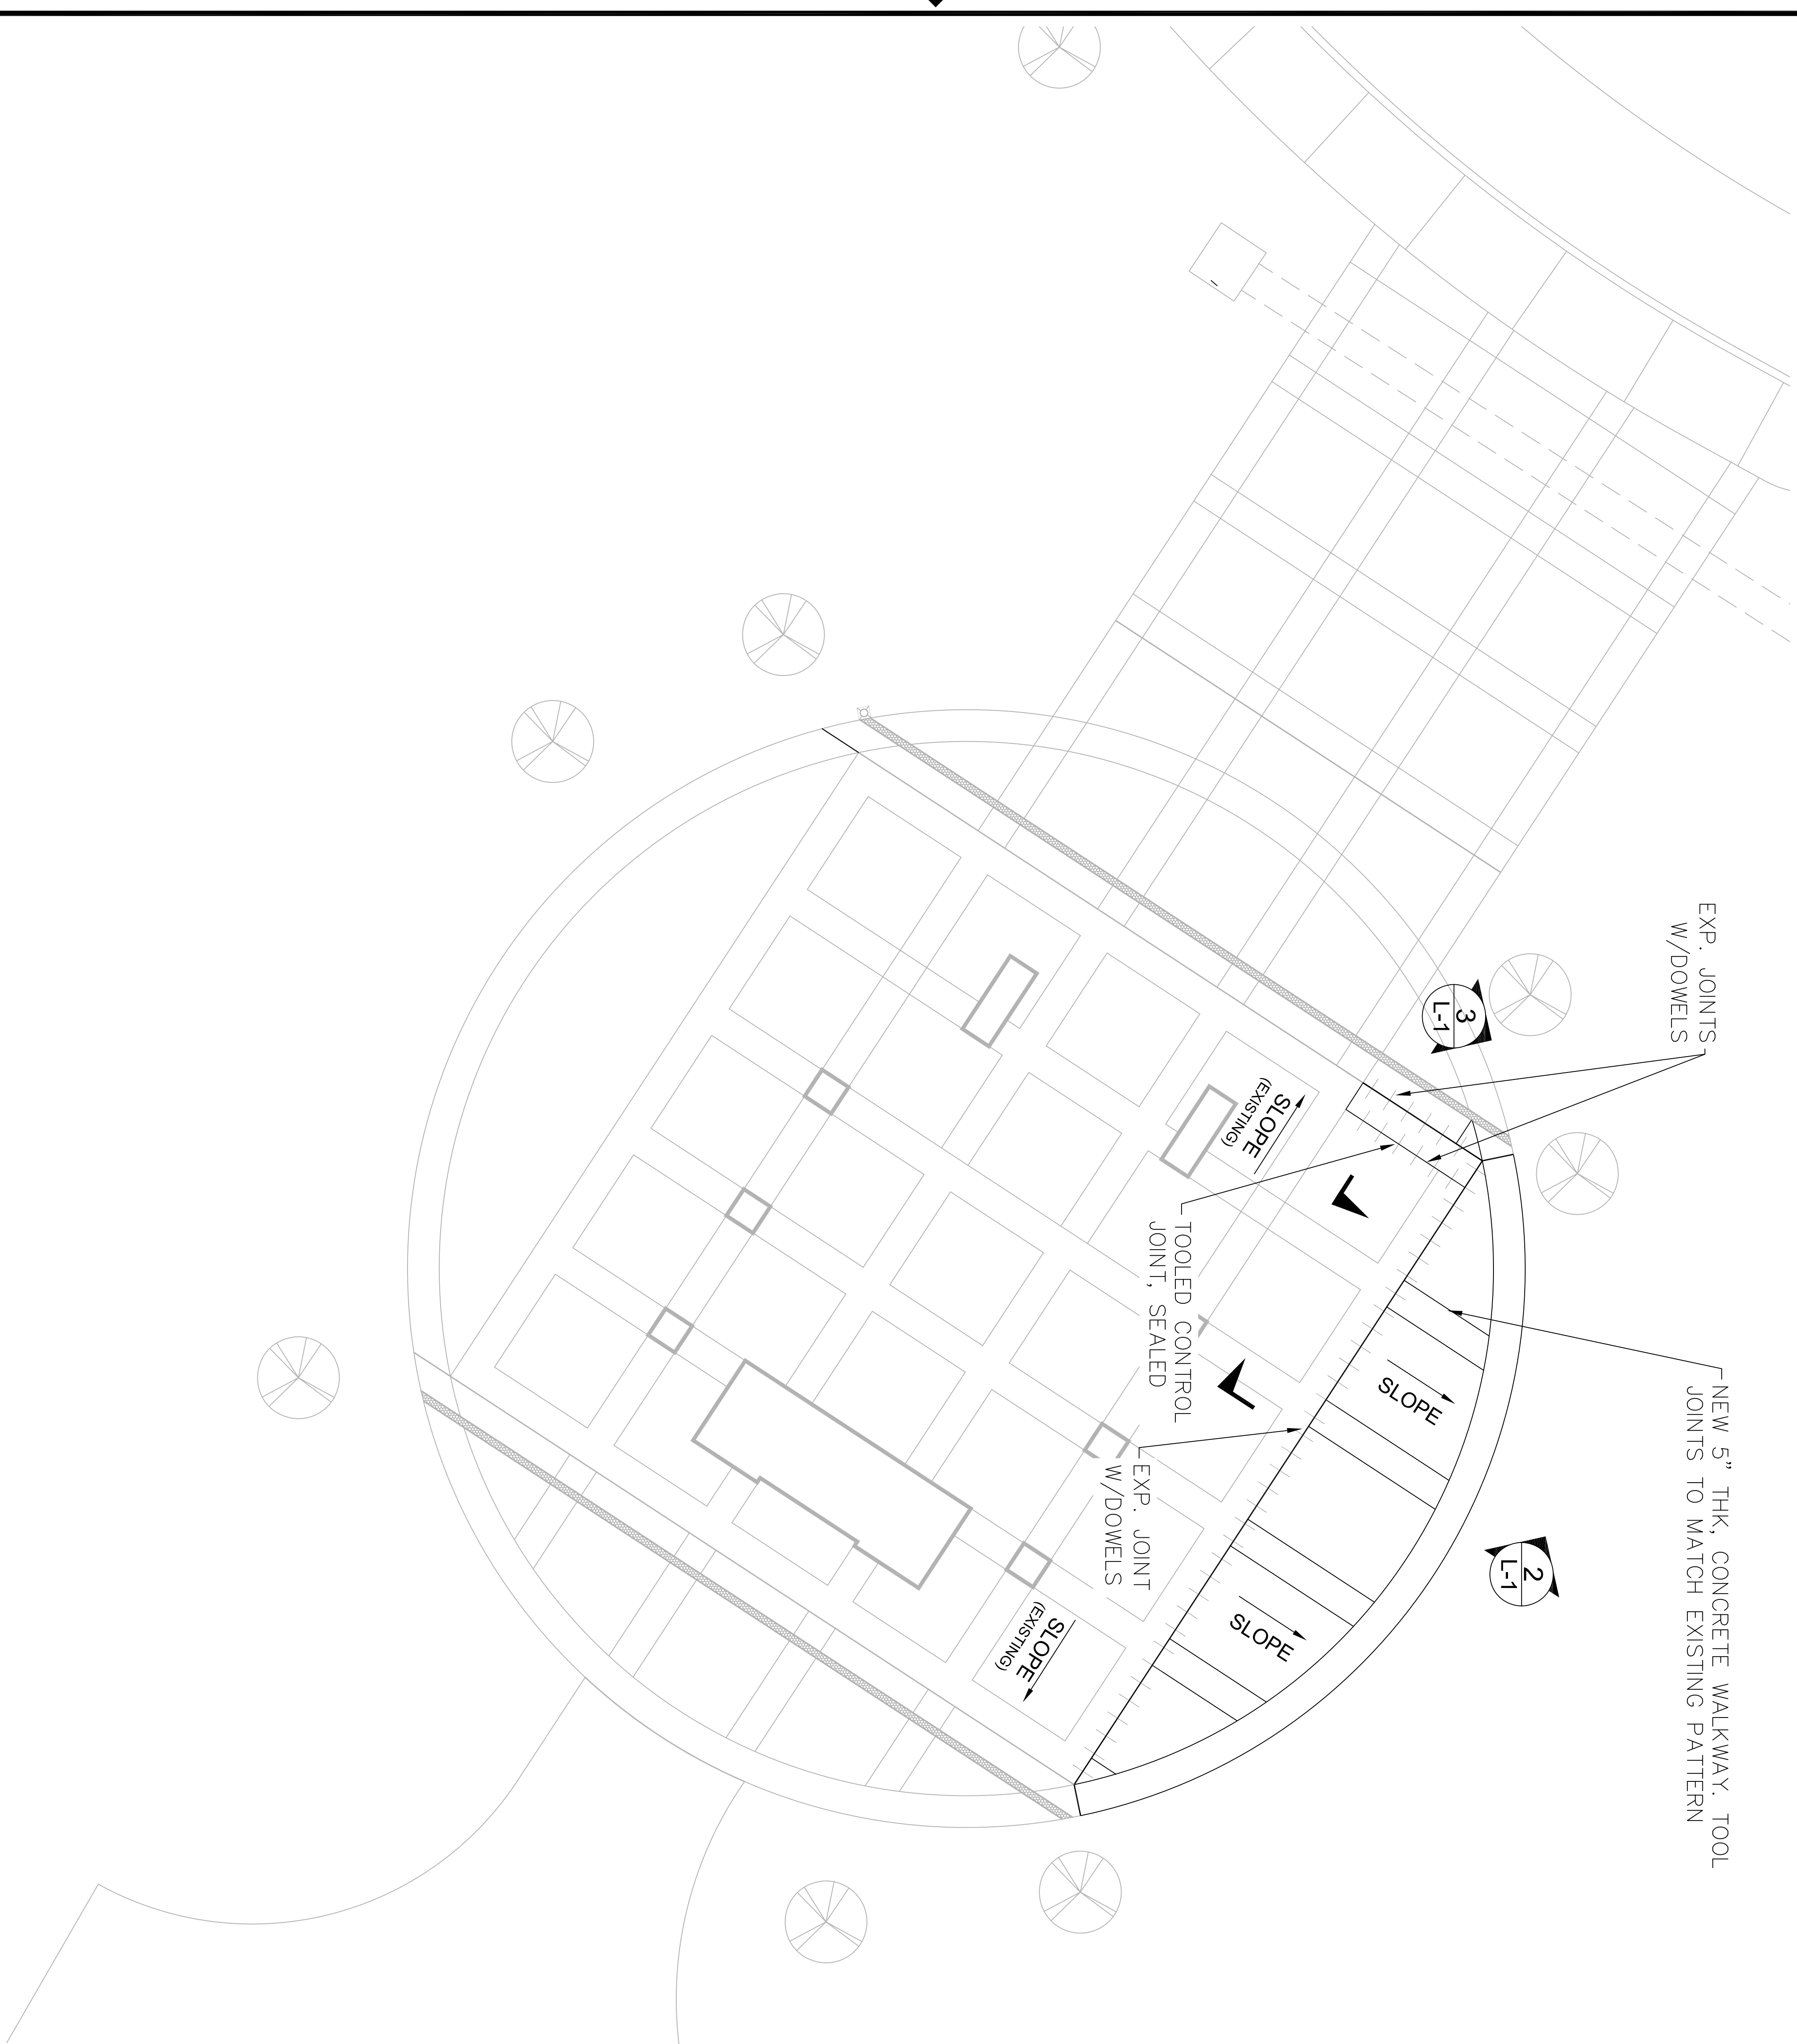 EXP. JOINTS
W/DOWELS
3
L-1
SLOPE
(EXISTING)
TOOLED CONTROL
JOINT, SEALED
NEW 5" THK, CONCRETE WALKWAY. TOOL
JOINTS TO MATCH EXISTING PATTERN
SLOPE
EXP. JOINT
W/DOWELS
2
L-1
SLOPE
SLOPE
(EXISTING)